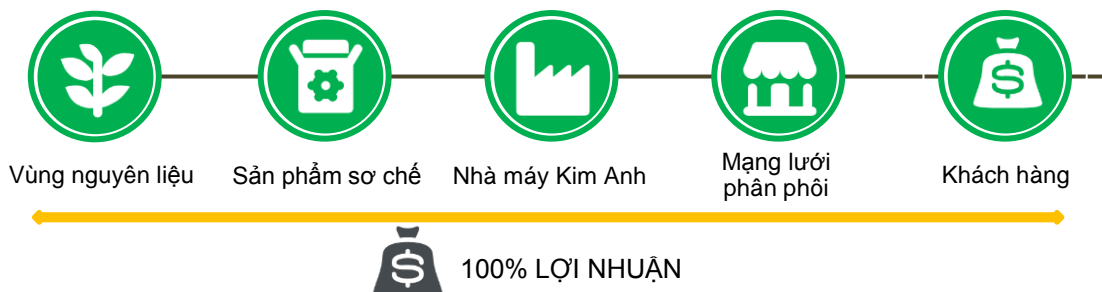 Vùng nguyên liệu
Sản phẩm sơ chế
Nhà máy Kim Anh
Mạng lưới
phân phôi
Khách hàng
100% LỢI NHUẬN